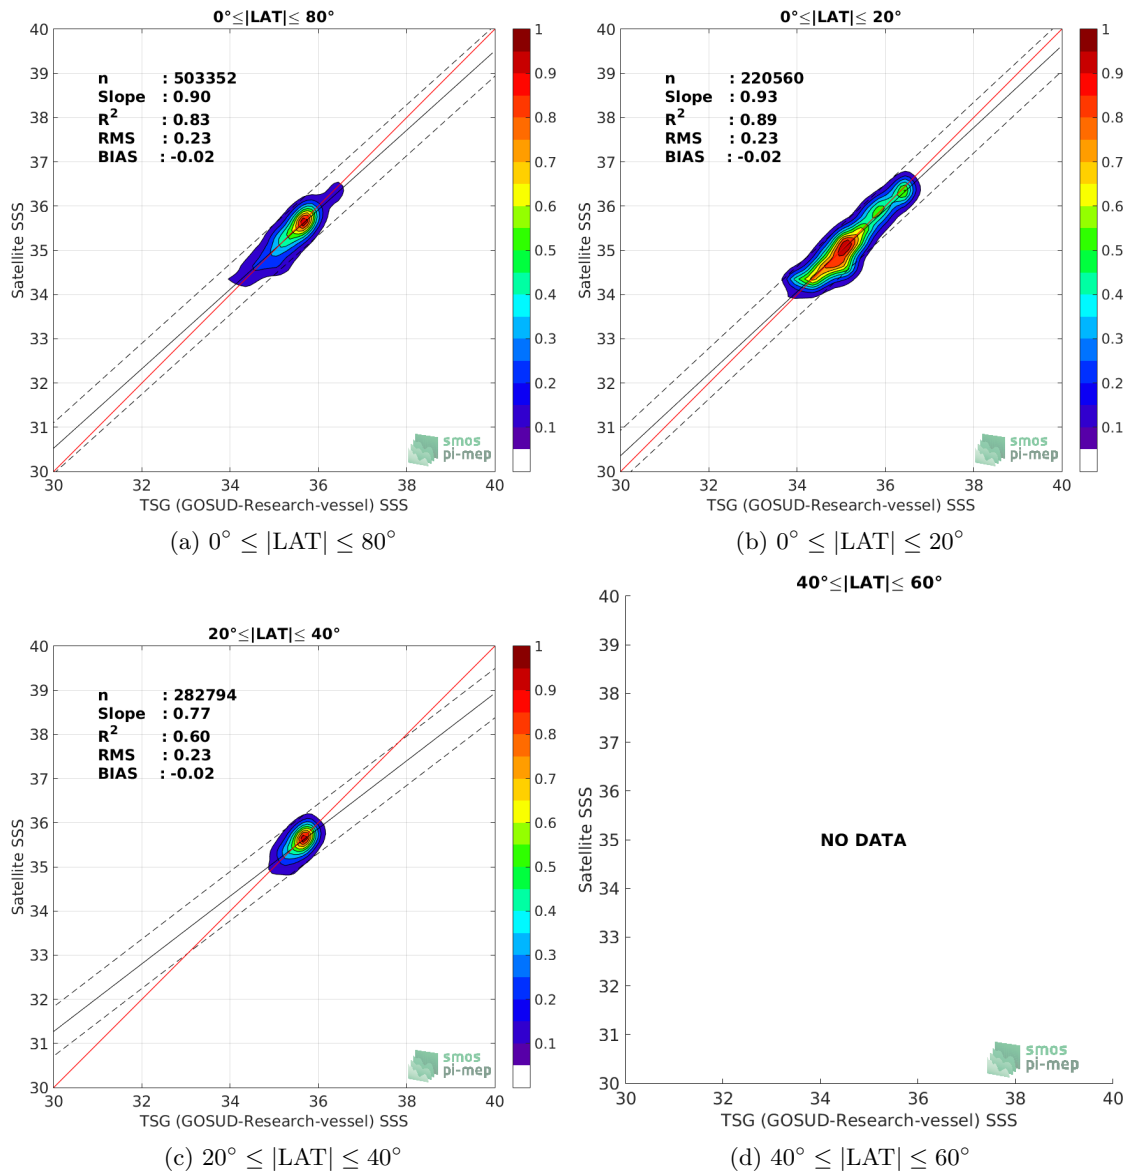 0°≤|LAT|≤ 80°
40
39
38
37
36
35
34
33
32
31
30
Satellite SSS
n : 503352
Slope : 0.90
R2 : 0.83
RMS : 0.23
BIAS : -0.02
smos
pi-mep
30 32 34 36 38 40
TSG (GOSUD-Research-vessel) SSS
1
0.9
0.8
0.7
0.6
0.5
0.4
0.3
0.2
0.1
(a) 0° ≤ |LAT| ≤ 80°
0°≤|LAT|≤ 20°
40
39
38
37
36
35
34
33
32
31
30
Satellite SSS
n : 220560
Slope : 0.93
R2 : 0.89
RMS : 0.23
BIAS : -0.02
smos
pi-mep
30 32 34 36 38 40
TSG (GOSUD-Research-vessel) SSS
1
0.9
0.8
0.7
0.6
0.5
0.4
0.3
0.2
0.1
(b) 0° ≤ |LAT| ≤ 20°
20°≤|LAT|≤ 40°
40
39
38
37
36
35
34
33
32
31
30
Satellite SSS
n : 282794
Slope : 0.77
R2 : 0.60
RMS : 0.23
BIAS : -0.02
smos
pi-mep
30 32 34 36 38 40
TSG (GOSUD-Research-vessel) SSS
1
0.9
0.8
0.7
0.6
0.5
0.4
0.3
0.2
0.1
(c) 20° ≤ |LAT| ≤ 40°
40°≤|LAT|≤ 60°
40
39
38
37
36
35
34
33
32
31
30
Satellite SSS
NO DATA
smos
pi-mep
30 32 34 36 38 40
TSG (GOSUD-Research-vessel) SSS
(d) 40° ≤ |LAT| ≤ 60°